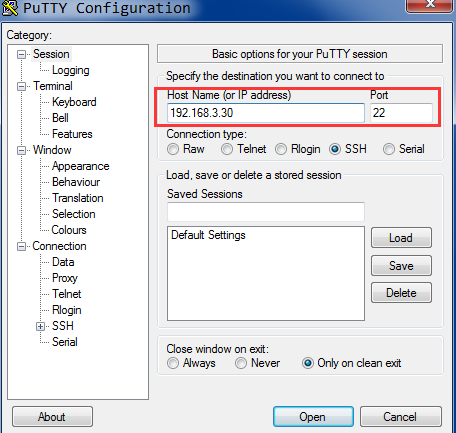 PuTTY Configuration
Category:
Session
Logging
Terminal
Keyboard
Bell
Features
Window
Appearance
Behaviour
Translation
Selection
Colours
Connection
Data
Proxy
Telnet
Rlogin
SSH
Serial
Basic options for your PuTTY session
Specify the destination you want to connect to
Host Name (or IP address) Port
192.168.3.30 22
Connection type:
Raw Telnet Rlogin SSH Serial
Load, save or delete a stored session
Saved Sessions
Default Settings
Load
Save
Delete
Close window on exit:
Always Never Only on clean exit
About Open Cancel